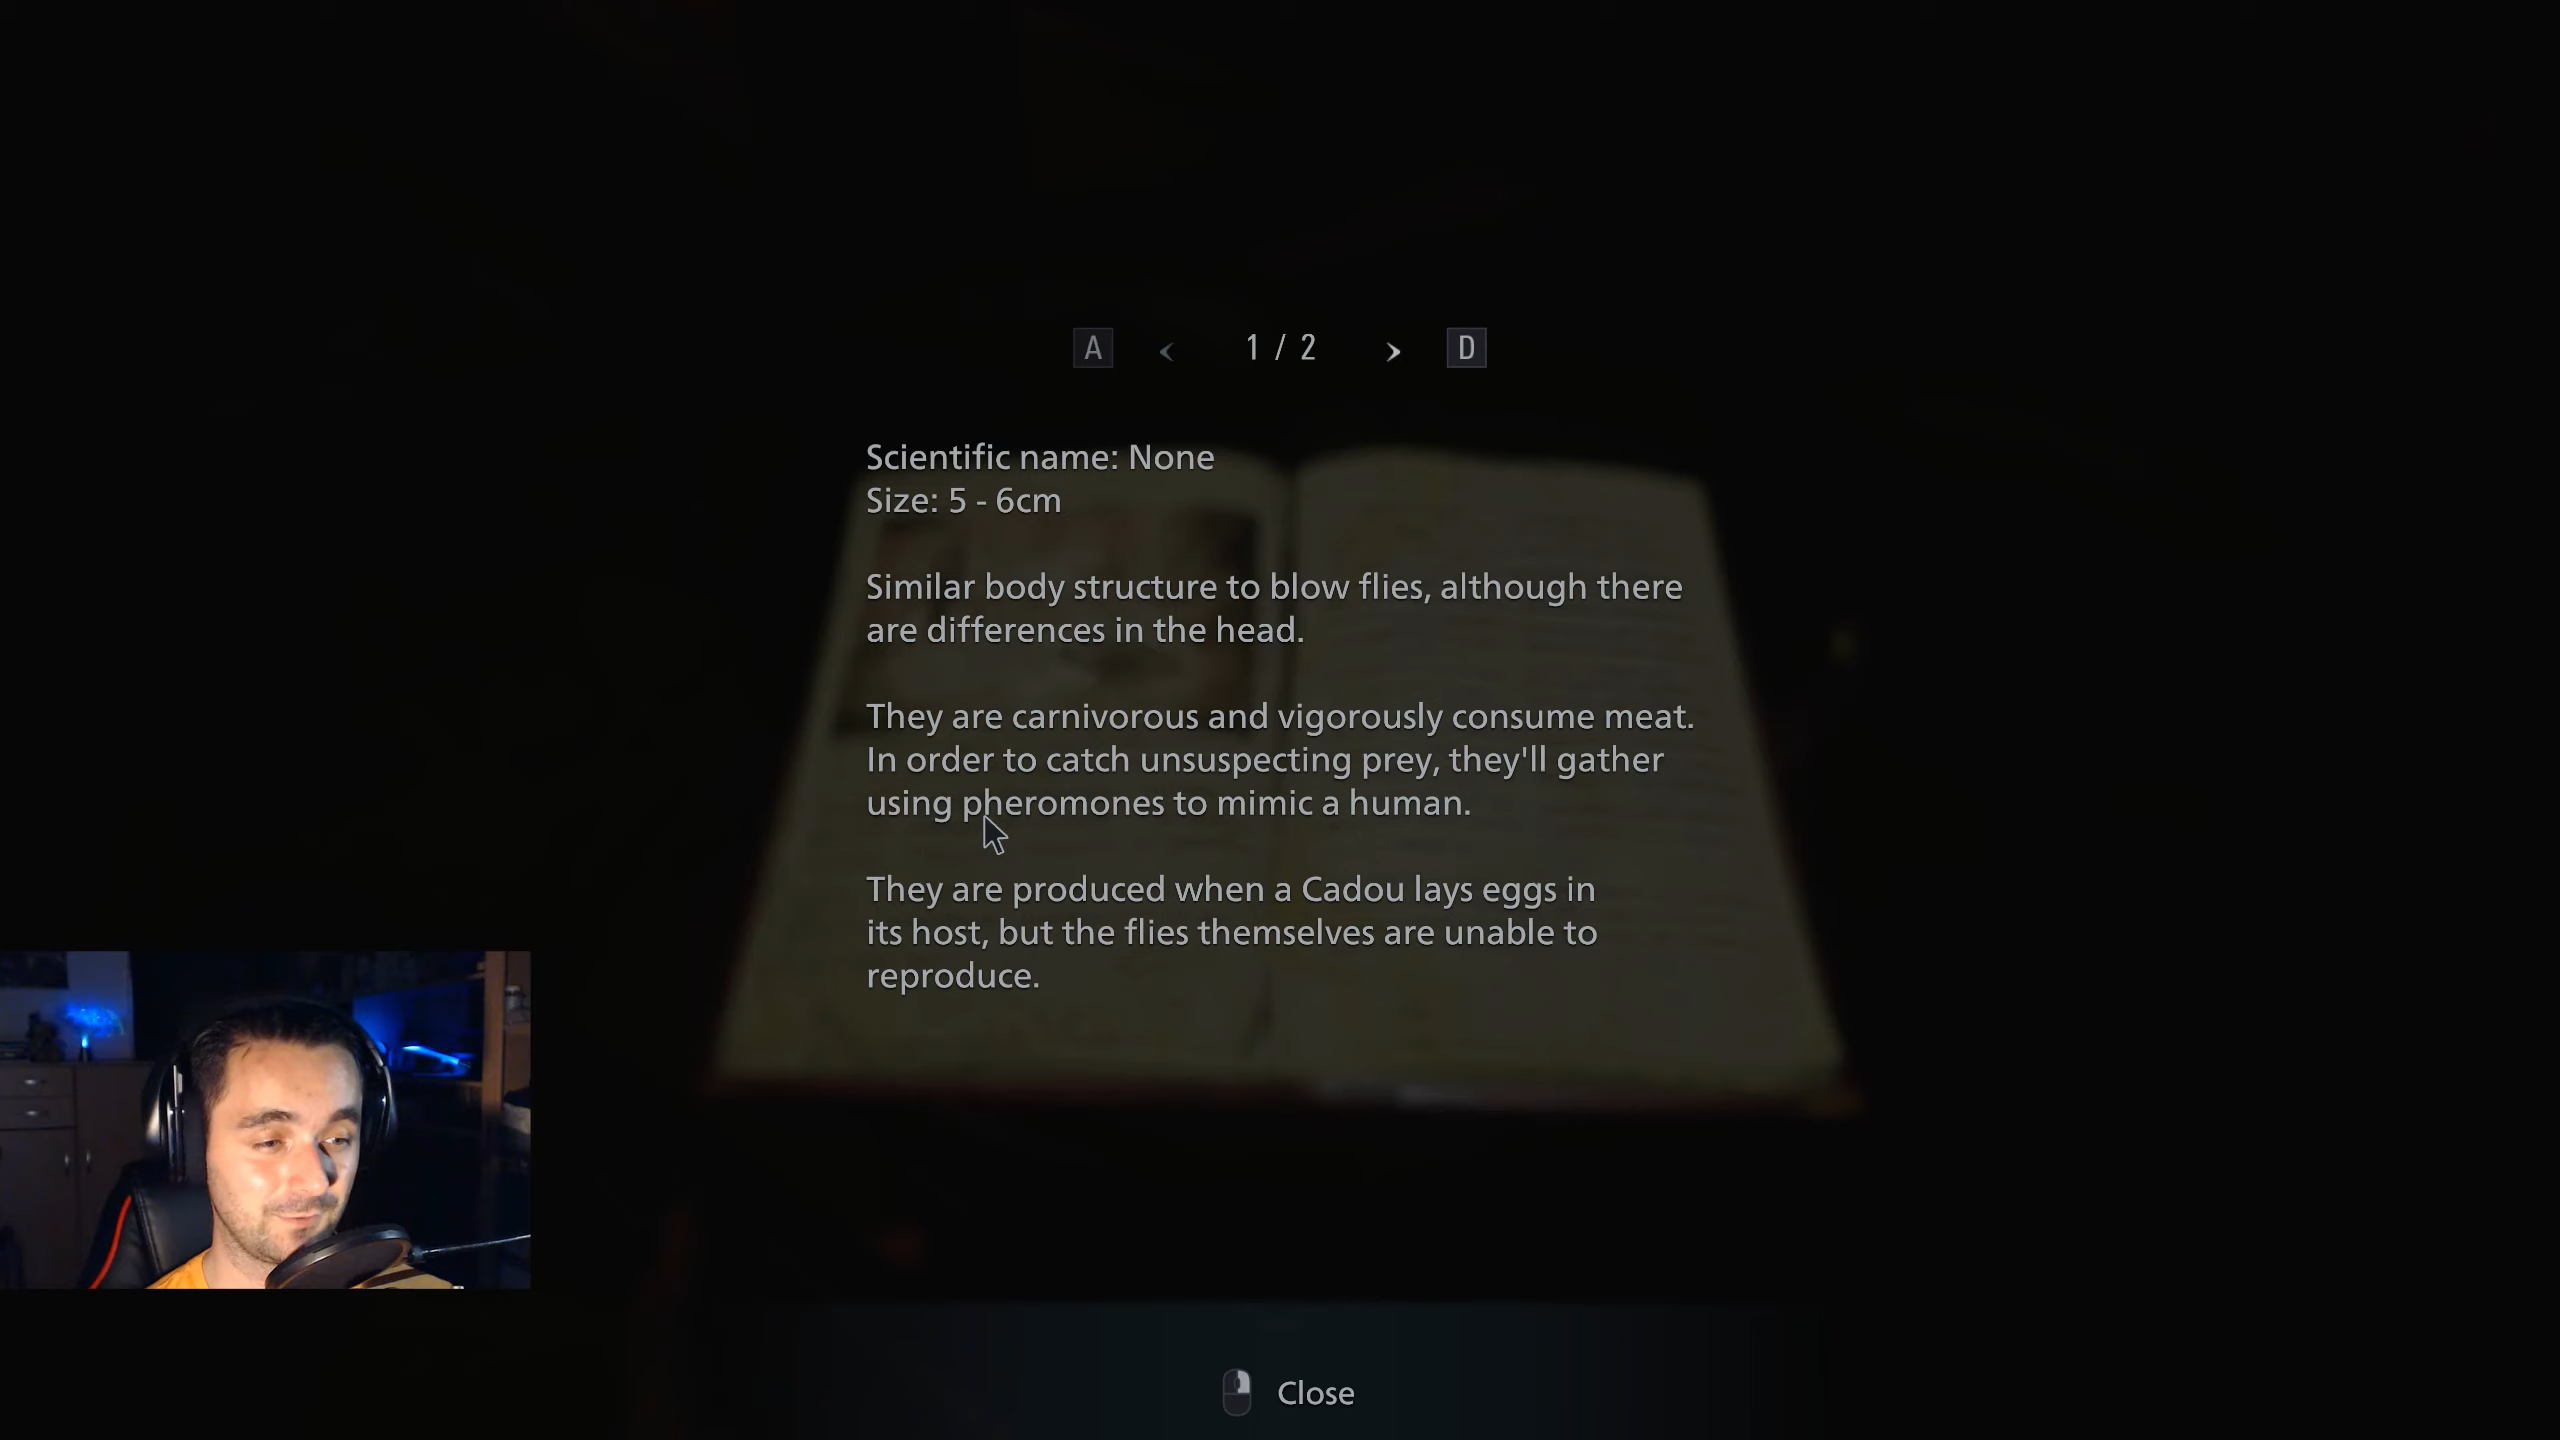 A < 1 / 2 > D
Scientific name: None
Size: 5 - 6cm
Similar body structure to blow flies, although there
are differences in the head.
They are carnivorous and vigorously consume meat.
In order to catch unsuspecting prey, they'll gather
using pheromones to mimic a human.
They are produced when a Cadou lays eggs in
its host, but the flies themselves are unable to
reproduce.
Close